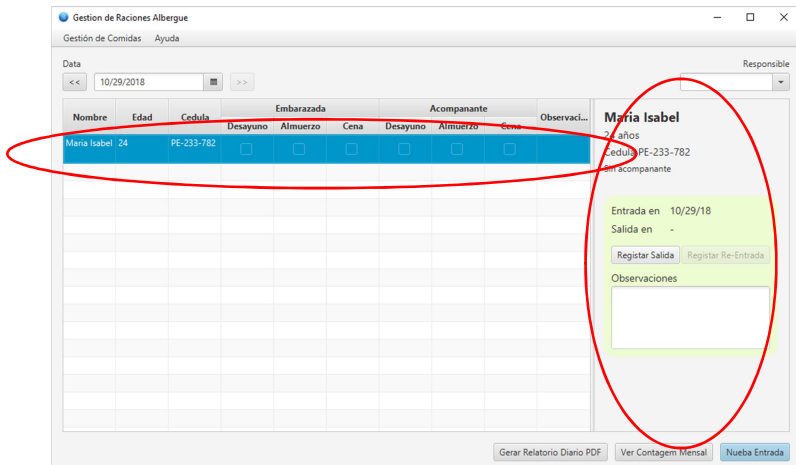 Gestion de Raciones Albergue
Gestión de Comidas Ayuda
Data
Responsible
<< 10/29/2018 >>
Embarazada Acompanante
Nombre Edad Cedula Desayuno Almuerzo Cena Desayuno Almuerzo Cena Observaci...
Maria Isabel 24 PE-233-782
Maria Isabel
24 años
Cedula PE-233-782
Sin acompanante
Entrada en 10/29/18
Salida en -
Registar Salida Registar Re-Entrada
Observaciones
Gerar Relatorio Diario PDF Ver Contagem Mensal Nueba Entrada